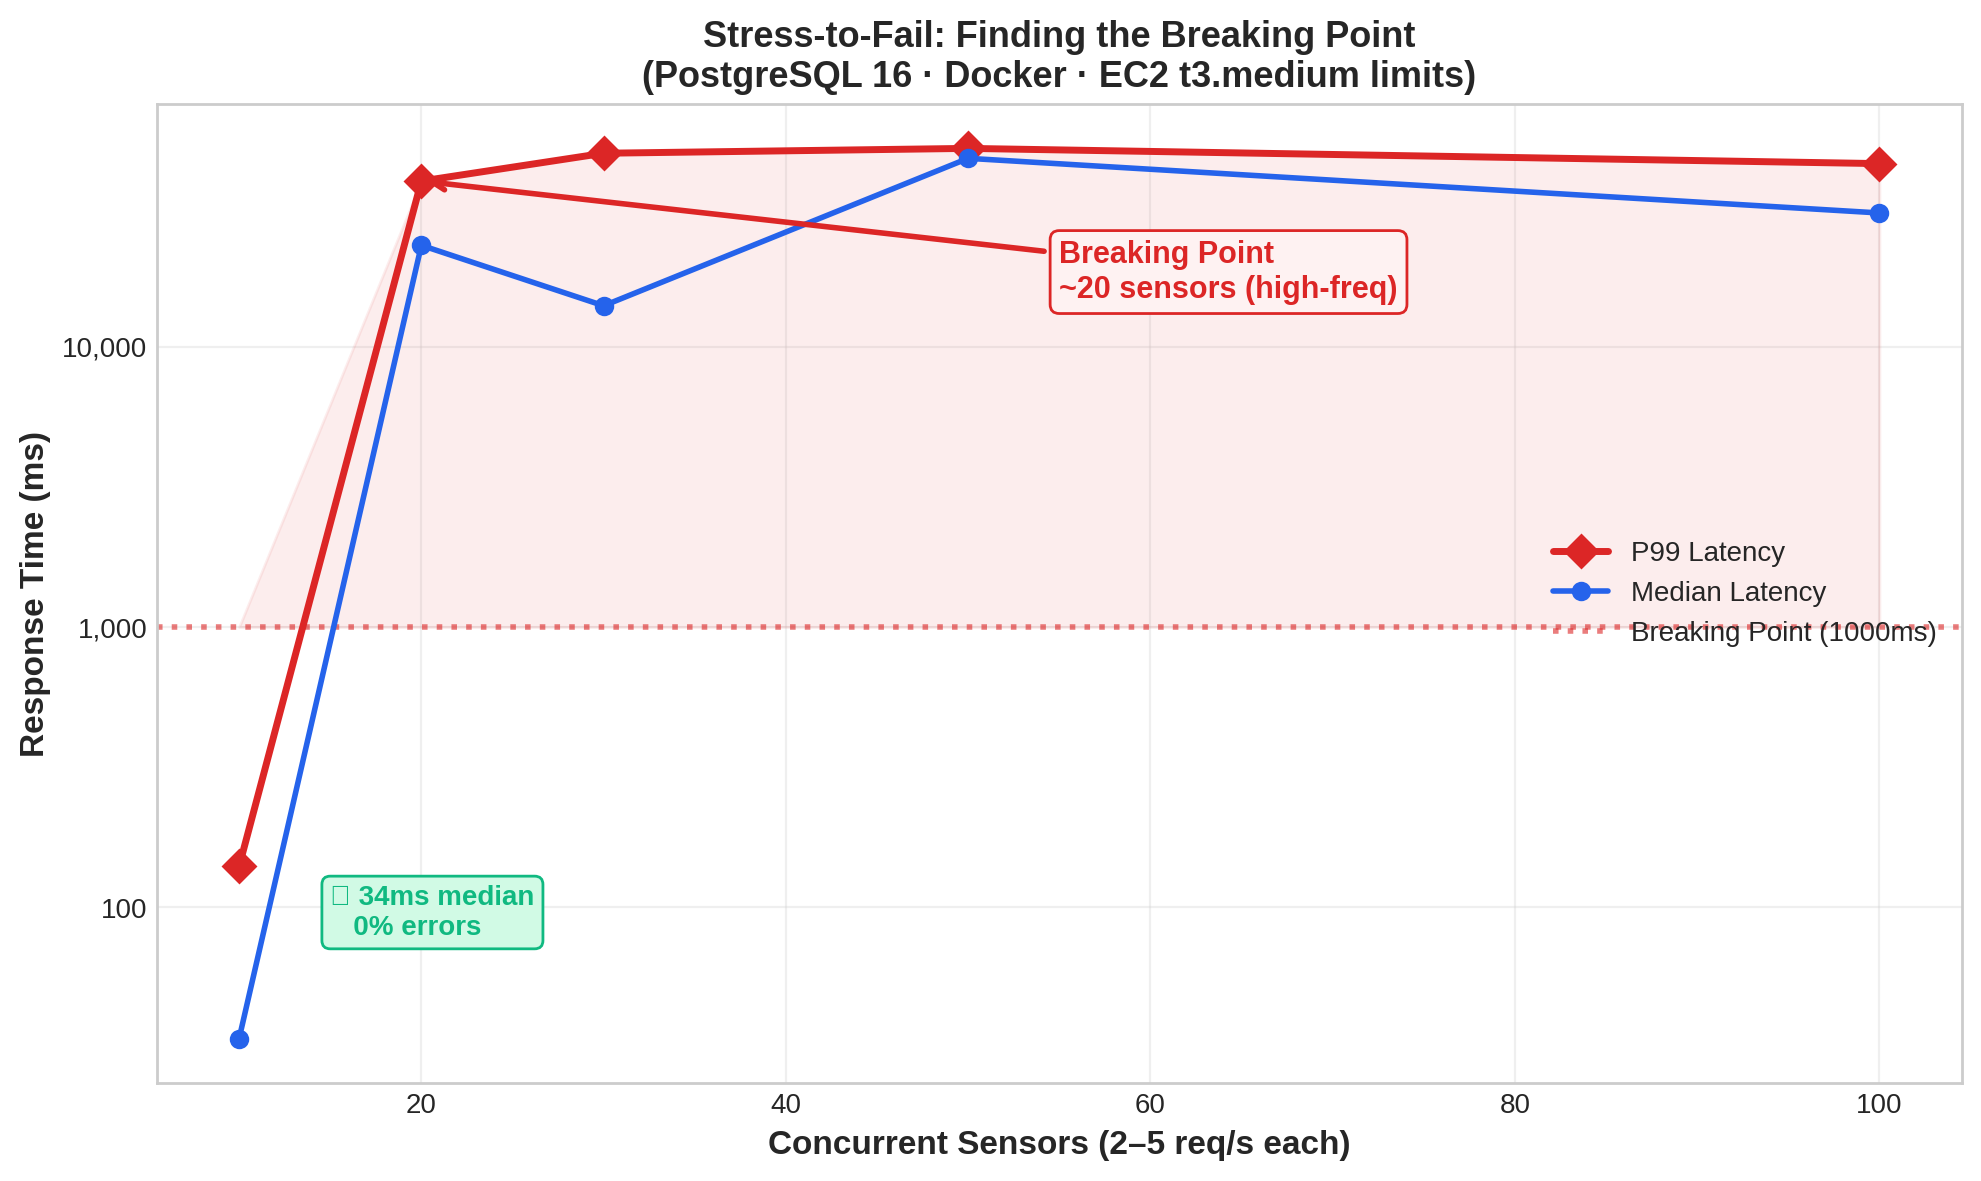 Stress-to-Fail: Finding the Breaking Point
(PostgreSQL 16 · Docker · EC2 t3.medium limits)
Response Time (ms)
10,000
1,000
100
Breaking Point
~20 sensors (high-freq)
P99 Latency
Median Latency
Breaking Point (1000ms)
34ms median
0% errors
20
40
60
80
100
Concurrent Sensors (2–5 req/s each)